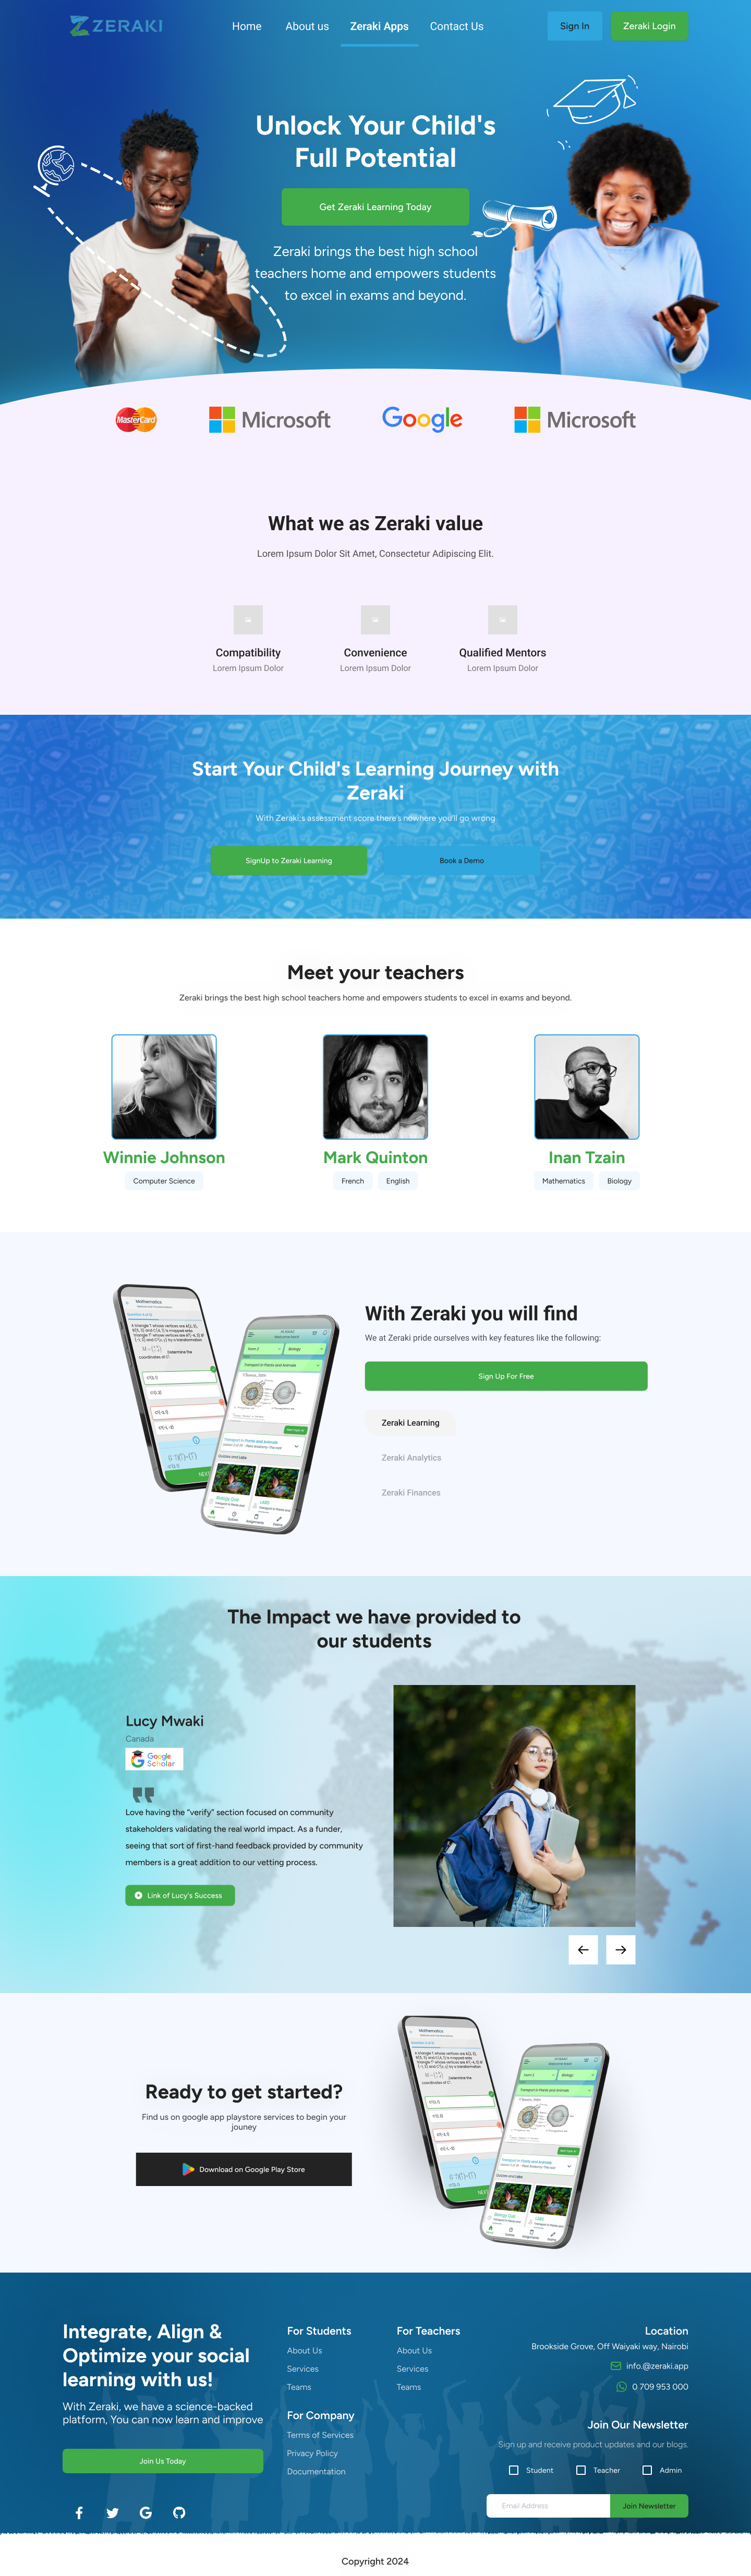 ZERAKI
Home
About us
Zeraki Apps
Contact Us
Sign In
Zeraki Login
Unlock Your Child's
Full Potential
Get Zeraki Learning Today
Zeraki brings the best high school
teachers home and empowers students
to excel in exams and beyond.
MasterCard
Microsoft
Google
Microsoft
What we as Zeraki value
Lorem Ipsum Dolor Sit Amet, Consectetur Adipiscing Elit.
Compatibility
Lorem Ipsum Dolor
Convenience
Lorem Ipsum Dolor
Qualified Mentors
Lorem Ipsum Dolor
Start Your Child's Learning Journey with
Zeraki
With Zeraki;s assessment score there's nowhere you'll go wrong
SignUp to Zeraki Learning
Book a Demo
Meet your teachers
Zeraki brings the best high school teachers home and empowers students to excel in exams and beyond.
Winnie Johnson
Computer Science
Mark Quinton
French
English
Inan Tzain
Mathematics
Biology
Mathematics
Transport in Plants and Animals
With Zeraki you will find
We at Zeraki pride ourselves with key features like the following:
Sign Up For Free
Zeraki Learning
Zeraki Analytics
Zeraki Finances
The Impact we have provided to
our students
Lucy Mwaki
Canada
Google
Scholar
Love having the "verify" section focused on community
stakeholders validating the real world impact. As a funder,
seeing that sort of first-hand feedback provided by community
members is a great addition to our vetting process.
Link of Lucy's Success
Ready to get started?
Find us on google app playstore services to begin your
jouney
Download on Google Play Store
Mathematics
Transport in Plants and Animals
Integrate, Align &
Optimize your social
learning with us!
With Zeraki, we have a science-backed
platform, You can now learn and improve
Join Us Today
For Students
About Us
Services
Teams
For Company
Terms of Services
Privacy Policy
Documentation
For Teachers
About Us
Services
Teams
Location
Brookside Grove, Off Waiyaki way, Nairobi
info.@zeraki.app
0 709 953 000
Join Our Newsletter
Sign up and receive product updates and our blogs.
Student
Teacher
Admin
Email Address
Join Newsletter
Copyright 2024